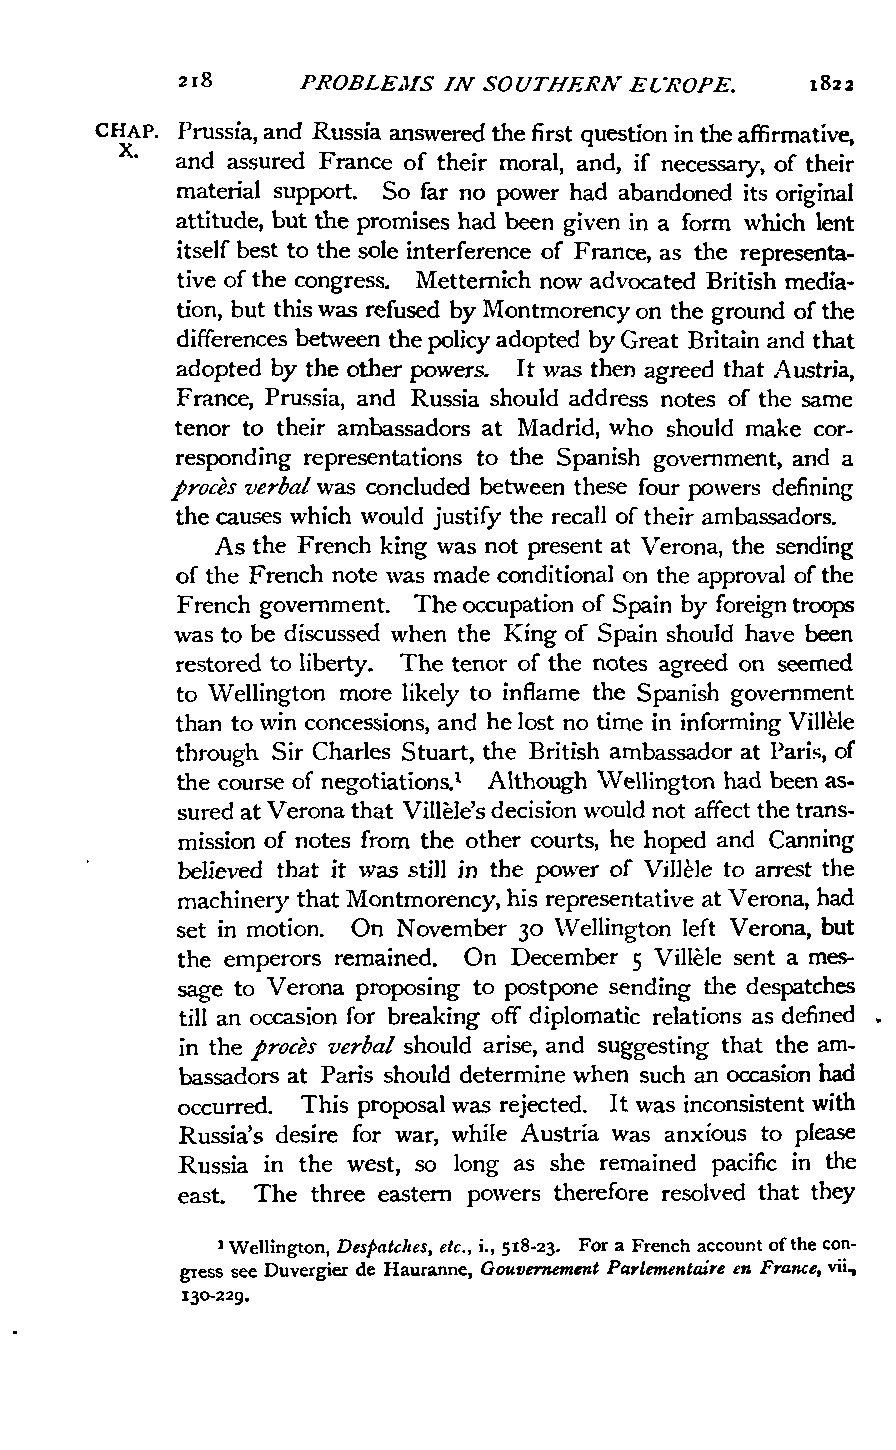 218 PROBLEMS IN SOUTHERN EUROPE. 1822
CHAP. X.
Prussia, and Russia answered the first question in the affirmative,
and assured France of their moral, and, if necessary, of their
material support. So far no power had abandoned its original
attitude, but the promises had been given in a form which lent
itself best to the sole interference of France, as the representa-
tive of the congress. Metternich now advocated British media-
tion, but this was refused by Montmorency on the ground of the
differences between the policy adopted by Great Britain and that
adopted by the other powers. It was then agreed that Austria,
France, Prussia, and Russia should address notes of the same
tenor to their ambassadors at Madrid, who should make cor-
responding representations to the Spanish government, and a
procès verbal was concluded between these four powers defining
the causes which would justify the recall of their ambassadors.
As the French king was not present at Verona, the sending
of the French note was made conditional on the approval of the
French government. The occupation of Spain by foreign troops
was to be discussed when the King of Spain should have been
restored to liberty. The tenor of the notes agreed on seemed
to Wellington more likely to inflame the Spanish government
than to win concessions, and he lost no time in informing Villèle
through Sir Charles Stuart, the British ambassador at Paris, of
the course of negotiations.¹ Although Wellington had been as-
sured at Verona that Villèle's decision would not affect the trans-
mission of notes from the other courts, he hoped and Canning
believed that it was still in the power of Villèle to arrest the
machinery that Montmorency, his representative at Verona, had
set in motion. On November 30 Wellington left Verona, but
the emperors remained. On December 5 Villèle sent a mes-
sage to Verona proposing to postpone sending the despatches
till an occasion for breaking off diplomatic relations as defined
in the procès verbal should arise, and suggesting that the am-
bassadors at Paris should determine when such an occasion had
occurred. This proposal was rejected. It was inconsistent with
Russia's desire for war, while Austria was anxious to please
Russia in the west, so long as she remained pacific in the
east. The three eastern powers therefore resolved that they
¹ Wellington, Despatches, etc., i., 518-23. For a French account of the con-
gress see Duvergier de Hauranne, Gouvernement Parlementaire en France, vii.,
130-229.